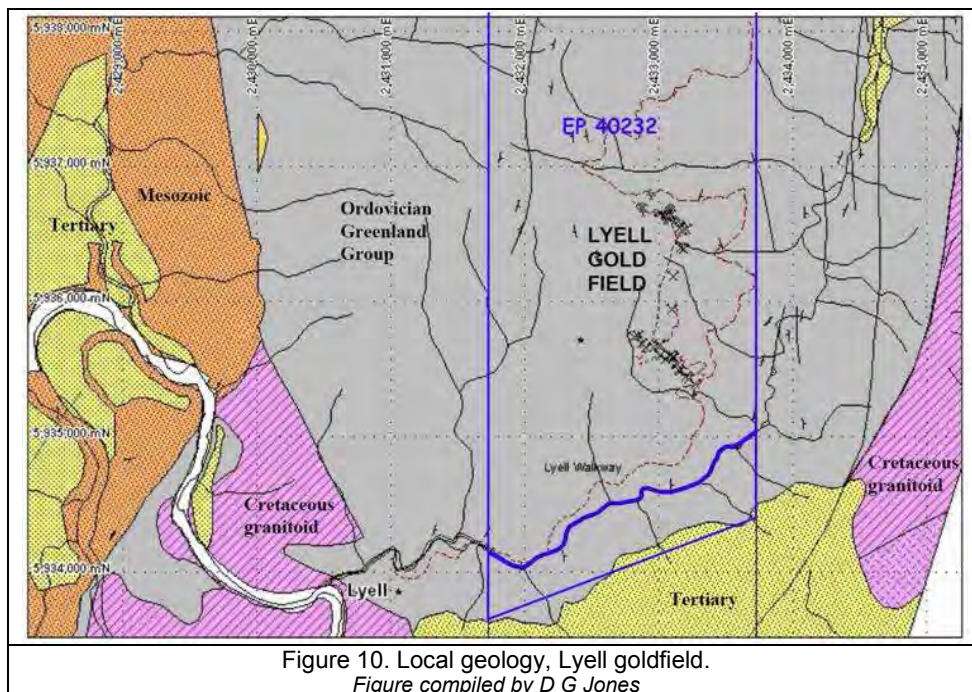 5,938,000 mN
2,429,000 mE
2,430,000 mE
2,431,000 mE
2,432,000 mE
2,433,000 mE
2,434,000 mE
2,435,000 mE
EP 40232
5,937,000 mN
Mesozoic
Tertiary
Ordovician
Greenland
Group
LYELL
GOLD
FIELD
5,936,000 mN
5,935,000 mN
Lyell Walkway
Cretaceous
granitoid
Cretaceous
granitoid
5,934,000 mN
Lyell
Tertiary
Figure 10. Local geology, Lyell goldfield.
Figure compiled by D G Jones